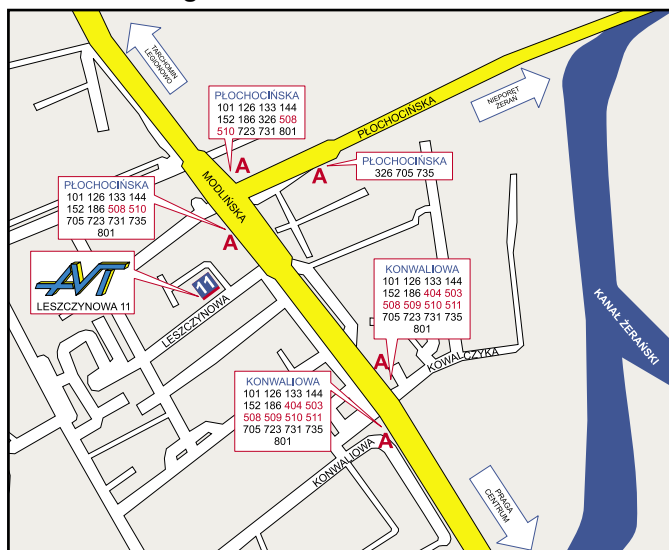 TARCHOMIN
LEGIONOWO
PŁOCHOCIŃSKA
101 126 133 144
152 186 326 508
510 723 731 801
A
PŁOCHOCIŃSKA
NIEPORĘT
ŻERAŃ
A
PŁOCHOCIŃSKA
326 705 735
MODLIŃSKA
PŁOCHOCIŃSKA
101 126 133 144
152 186 508 510
705 723 731 735
801
A
AVT
LESZCZYNOWA 11
11
LESZCZYNOWA
KONWALIOWA
101 126 133 144
152 186 404 503
508 509 510 511
705 723 731 735
801
A
KOWALCZYKA
KANAŁ ŻERAŃSKI
KONWALIOWA
101 126 133 144
152 186 404 503
508 509 510 511
705 723 731 735
801
A
KONWALIOWA
PRAGA
CENTRUM